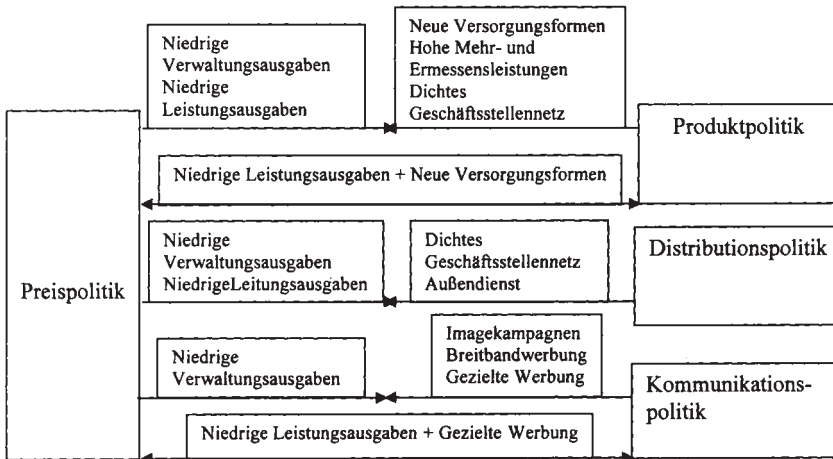 Niedrige
Verwaltungsausgaben
Niedrige
Leistungsausgaben
Neue Versorgungsformen
Hohe Mehr- und
Ermessensleistungen
Dichtes
Geschäftsstellennetz
Produktpolitik
Niedrige Leistungsausgaben + Neue Versorgungsformen
Preispolitik
Niedrige
Verwaltungsausgaben
NiedrigeLeitungsausgaben
Dichtes
Geschäftsstellennetz
Außendienst
Distributionspolitik
Niedrige
Verwaltungsausgaben
Imagekampagnen
Breitbandwerbung
Gezielte Werbung
Kommunikations-
politik
Niedrige Leistungsausgaben + Gezielte Werbung